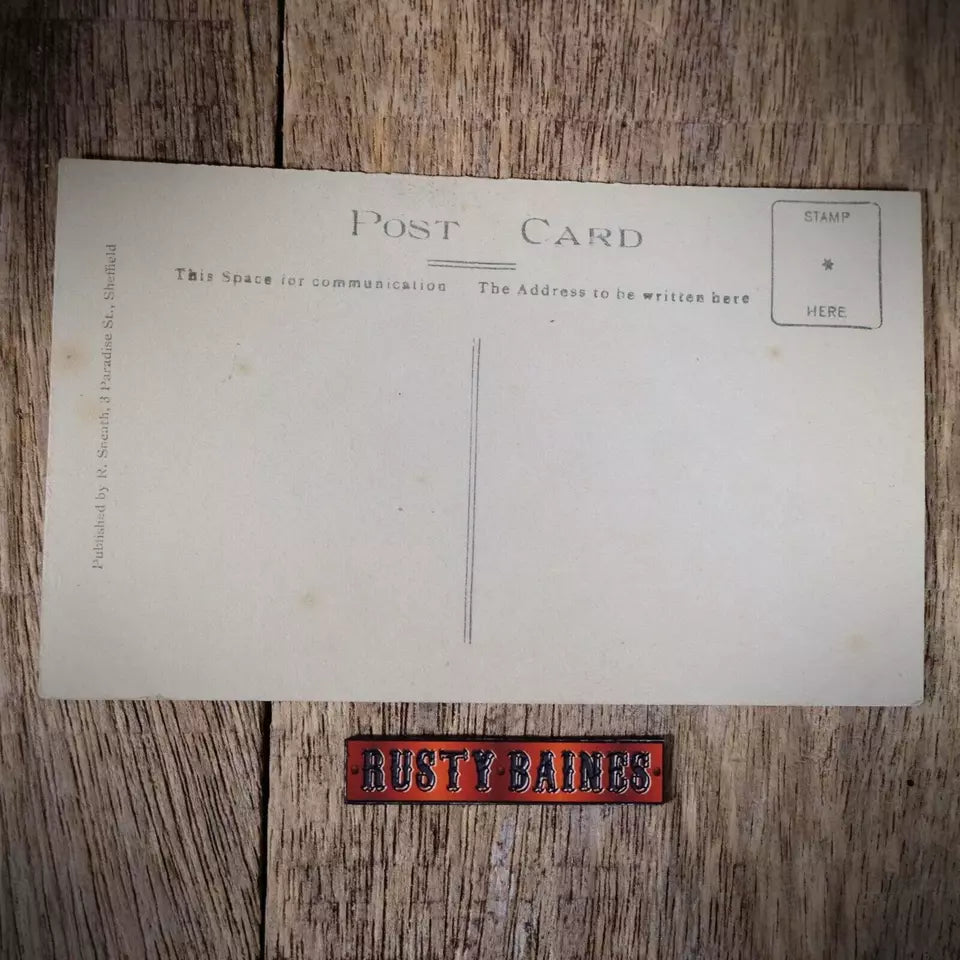 POST CARD
This Space for communication
The Address to be written here
STAMP
*
HERE
Published by R. Sneath, 3 Paradise St., Sheffield
RUSTY BAINES